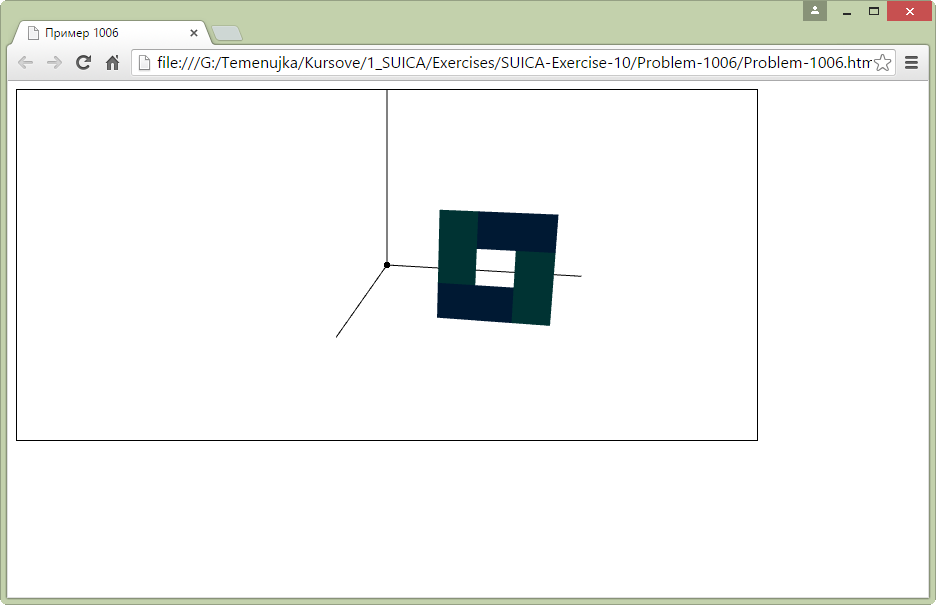 Пример 1006
file:///G:/Temenujka/Kursove/1_SUICA/Exercises/SUICA-Exercise-10/Problem-1006/Problem-1006.htm